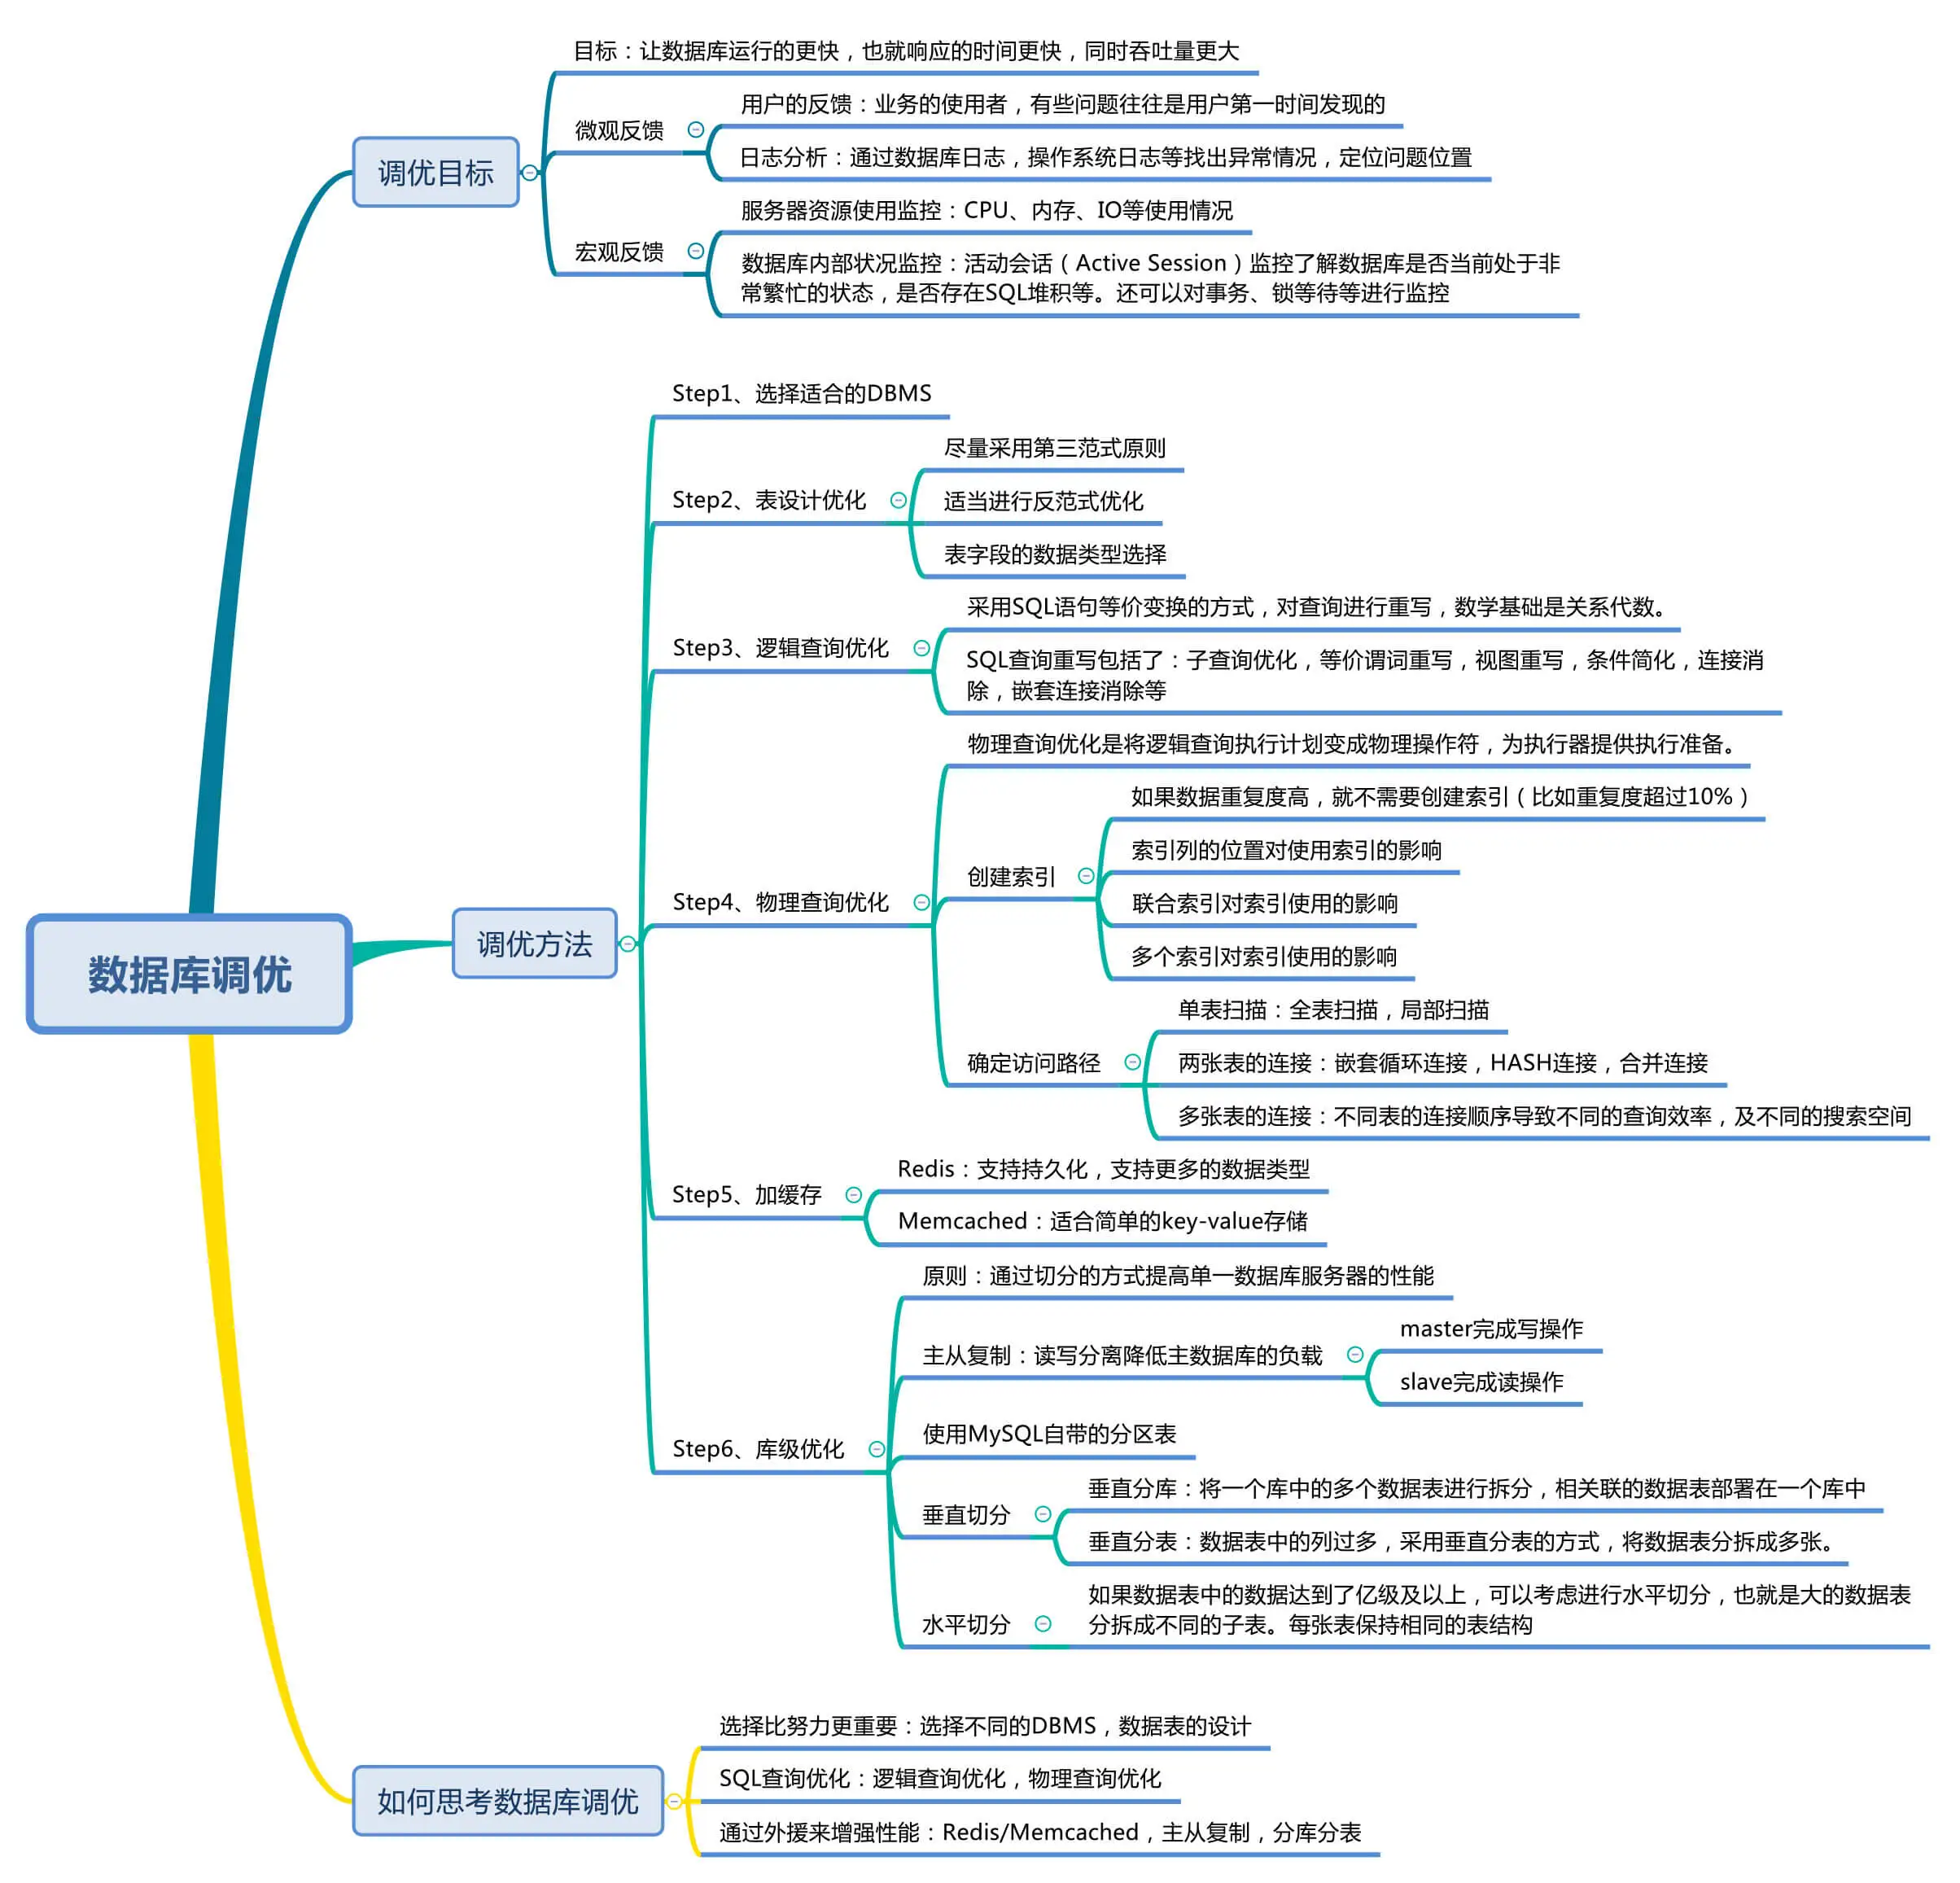 数据库调优
调优目标
目标：让数据库运行的更快，也就响应的时间更快，同时吞吐量更大
微观反馈
用户的反馈：业务的使用者，有些问题往往是用户第一时间发现的
日志分析：通过数据库日志，操作系统日志等找出异常情况，定位问题位置
宏观反馈
服务器资源使用监控：CPU、内存、IO等使用情况
数据库内部状况监控：活动会话（Active Session）监控了解数据库是否当前处于非
常繁忙的状态，是否存在SQL堆积等。还可以对事务、锁等待等进行监控
调优方法
Step1、选择适合的DBMS
Step2、表设计优化
尽量采用第三范式原则
适当进行反范式优化
表字段的数据类型选择
Step3、逻辑查询优化
采用SQL语句等价变换的方式，对查询进行重写，数学基础是关系代数。
SQL查询重写包括了：子查询优化，等价谓词重写，视图重写，条件简化，连接消
除，嵌套连接消除等
Step4、物理查询优化
物理查询优化是将逻辑查询执行计划变成物理操作符，为执行器提供执行准备。
创建索引
如果数据重复度高，就不需要创建索引（比如重复度超过10%）
索引列的位置对使用索引的影响
联合索引对索引使用的影响
多个索引对索引使用的影响
确定访问路径
单表扫描：全表扫描，局部扫描
两张表的连接：嵌套循环连接，HASH连接，合并连接
多张表的连接：不同表的连接顺序导致不同的查询效率，及不同的搜索空间
Step5、加缓存
Redis：支持持久化，支持更多的数据类型
Memcached：适合简单的key-value存储
Step6、库级优化
原则：通过切分的方式提高单一数据库服务器的性能
主从复制：读写分离降低主数据库的负载
master完成写操作
slave完成读操作
使用MySQL自带的分区表
垂直切分
垂直分库：将一个库中的多个数据表进行拆分，相关联的数据表部署在一个库中
垂直分表：数据表中的列过多，采用垂直分表的方式，将数据表分拆成多张。
水平切分
如果数据表中的数据达到了亿级及以上，可以考虑进行水平切分，也就是大的数据表
分拆成不同的子表。每张表保持相同的表结构
如何思考数据库调优
选择比努力更重要：选择不同的DBMS，数据表的设计
SQL查询优化：逻辑查询优化，物理查询优化
通过外援来增强性能：Redis/Memcached，主从复制，分库分表